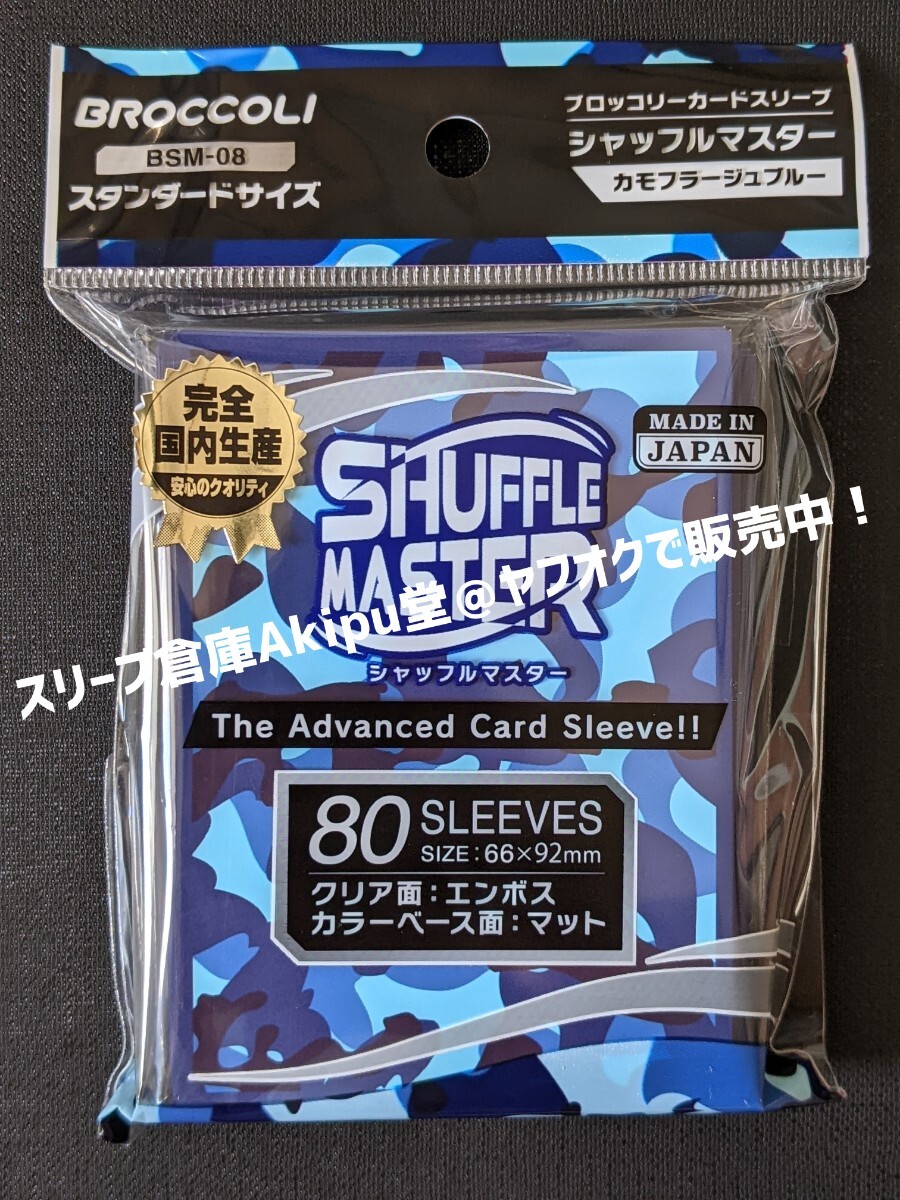 BROCCOLI
BSM-08
スタンダードサイズ
ブロッコリーカードスリーブ
シャッフルマスター
カモフラージュブルー
完全
国内生産
安心のクオリティ
MADE IN
JAPAN
SHUFFLE
MASTER
シャッフルマスター
スリーブ倉庫Akipu堂@ヤフオクで販売中！
The Advanced Card Sleeve!!
80 SLEEVES
SIZE:66×92mm
クリア面：エンボス
カラーベース面：マット